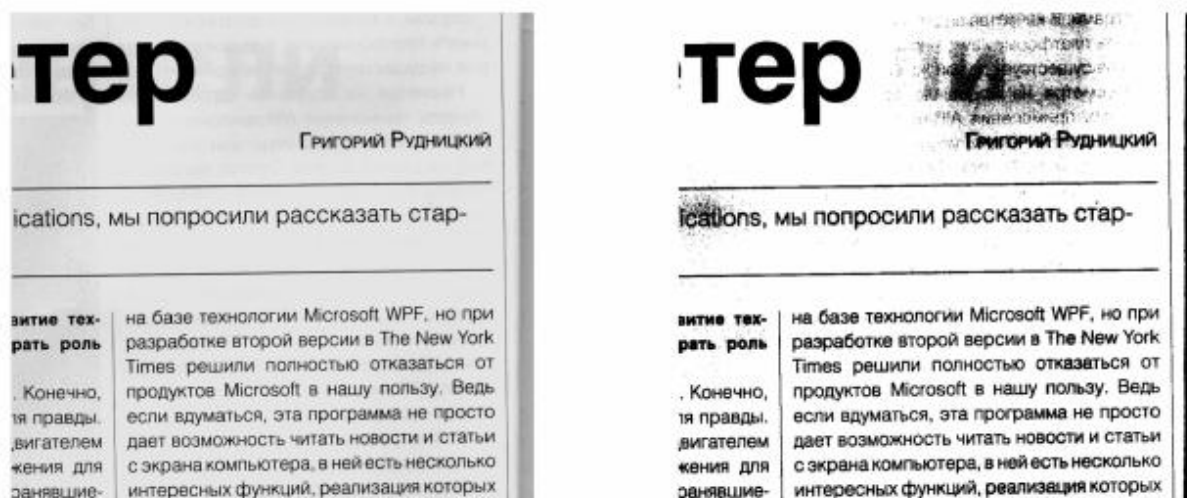 тер
Григорий Рудницкий
ications, мы попросили рассказать стар-
витие тех-
рать роль
. Конечно,
ля правды.
вигателем
жения для
ранявшие-
на базе технологии Microsoft WPF, но при
разработке второй версии в The New York
Times решили полностью отказаться от
продуктов Microsoft в нашу пользу. Ведь
если вдуматься, эта программа не просто
дает возможность читать новости и статьи
с экрана компьютера, в ней есть несколько
интересных функций, реализация которых
тер
Григорий Рудницкий
ications, мы попросили рассказать стар-
витие тех-
рать роль
. Конечно,
ля правды.
вигателем
жения для
ранявшие-
на базе технологии Microsoft WPF, но при
разработке второй версии в The New York
Times решили полностью отказаться от
продуктов Microsoft в нашу пользу. Ведь
если вдуматься, эта программа не просто
дает возможность читать новости и статьи
с экрана компьютера, в ней есть несколько
интересных функций, реализация которых